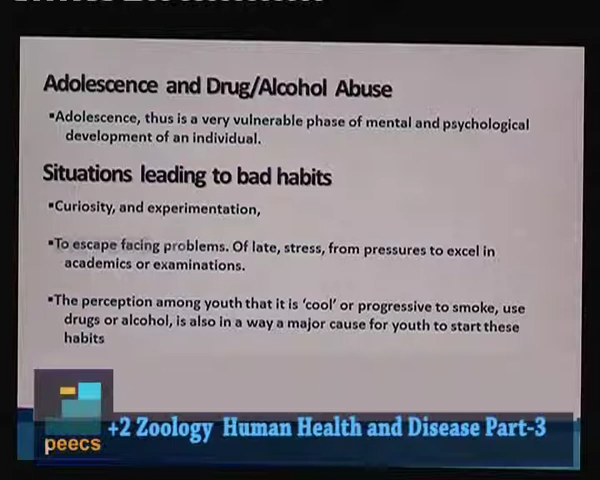 Adolescence and Drug/Alcohol Abuse
▪Adolescence, thus is a very vulnerable phase of mental and psychological
development of an individual.
Situations leading to bad habits
▪Curiosity, and experimentation,
▪To escape facing problems. Of late, stress, from pressures to excel in
academics or examinations.
▪The perception among youth that it is ‘cool’ or progressive to smoke, use
drugs or alcohol, is also in a way a major cause for youth to start these
habits
peecs
+2 Zoology Human Health and Disease Part-3